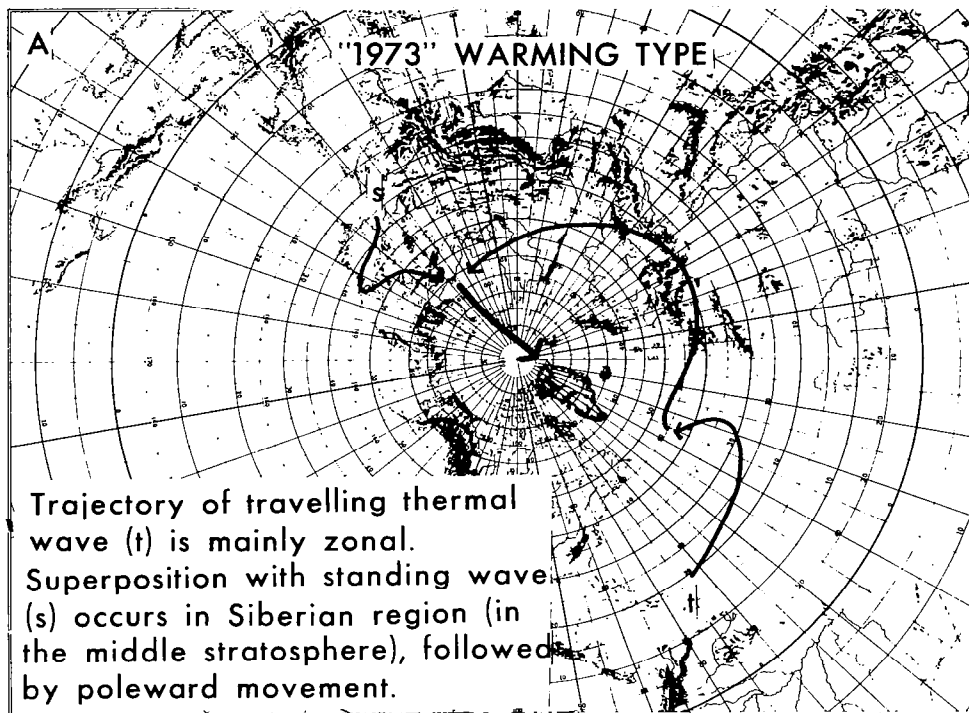 A
"1973" WARMING TYPE
S
t
Trajectory of travelling thermal
wave (t) is mainly zonal.
Superposition with standing wave
(s) occurs in Siberian region (in
the middle stratosphere), followed
by poleward movement.